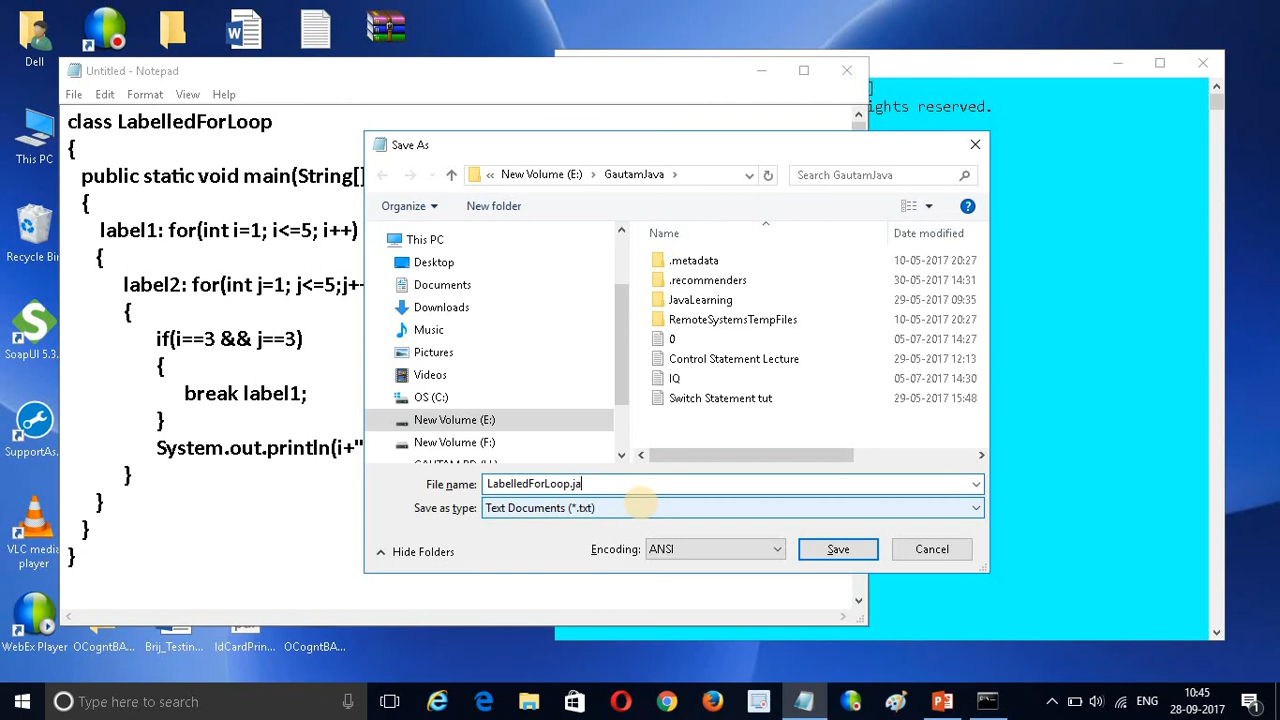 Dell
Untitled - Notepad
File Edit Format View Help
class LabelledForLoop
{
public static void main(String[]
{
label1: for(int i=1; i<=5; i++)
{
label2: for(int j=1; j<=5;j+
{
if(i==3 && j==3)
{
break label1;
}
System.out.println(i+"
}
}
}
}
ights reserved.
Save As
« New Volume (E:) › GautamJava ›
Search GautamJava
Organize
New folder
This PC
Desktop
Documents
Downloads
Music
Pictures
Videos
OS (C:)
New Volume (E:)
New Volume (F:)
Name Date modified
.metadata 10-05-2017 20:27
.recommenders 30-05-2017 14:31
JavaLearning 29-05-2017 09:35
RemoteSystemsTempFiles 10-05-2017 20:27
0 05-07-2017 14:27
Control Statement Lecture 29-05-2017 12:13
IQ 05-07-2017 14:30
Switch Statement tut 29-05-2017 15:48
File name: LabelledForLoop.ja
Save as type: Text Documents (*.txt)
Hide Folders
Encoding: ANSI
Save
Cancel
This PC
Recycle Bin
SoapUI 5.3.
SupportAs.
VLC media
player
WebEx Player
OCogntBA...
Brij_Testin...
IdCardPrin...
OCogntBA...
Type here to search
ENG
10:45
28-09-2017
1